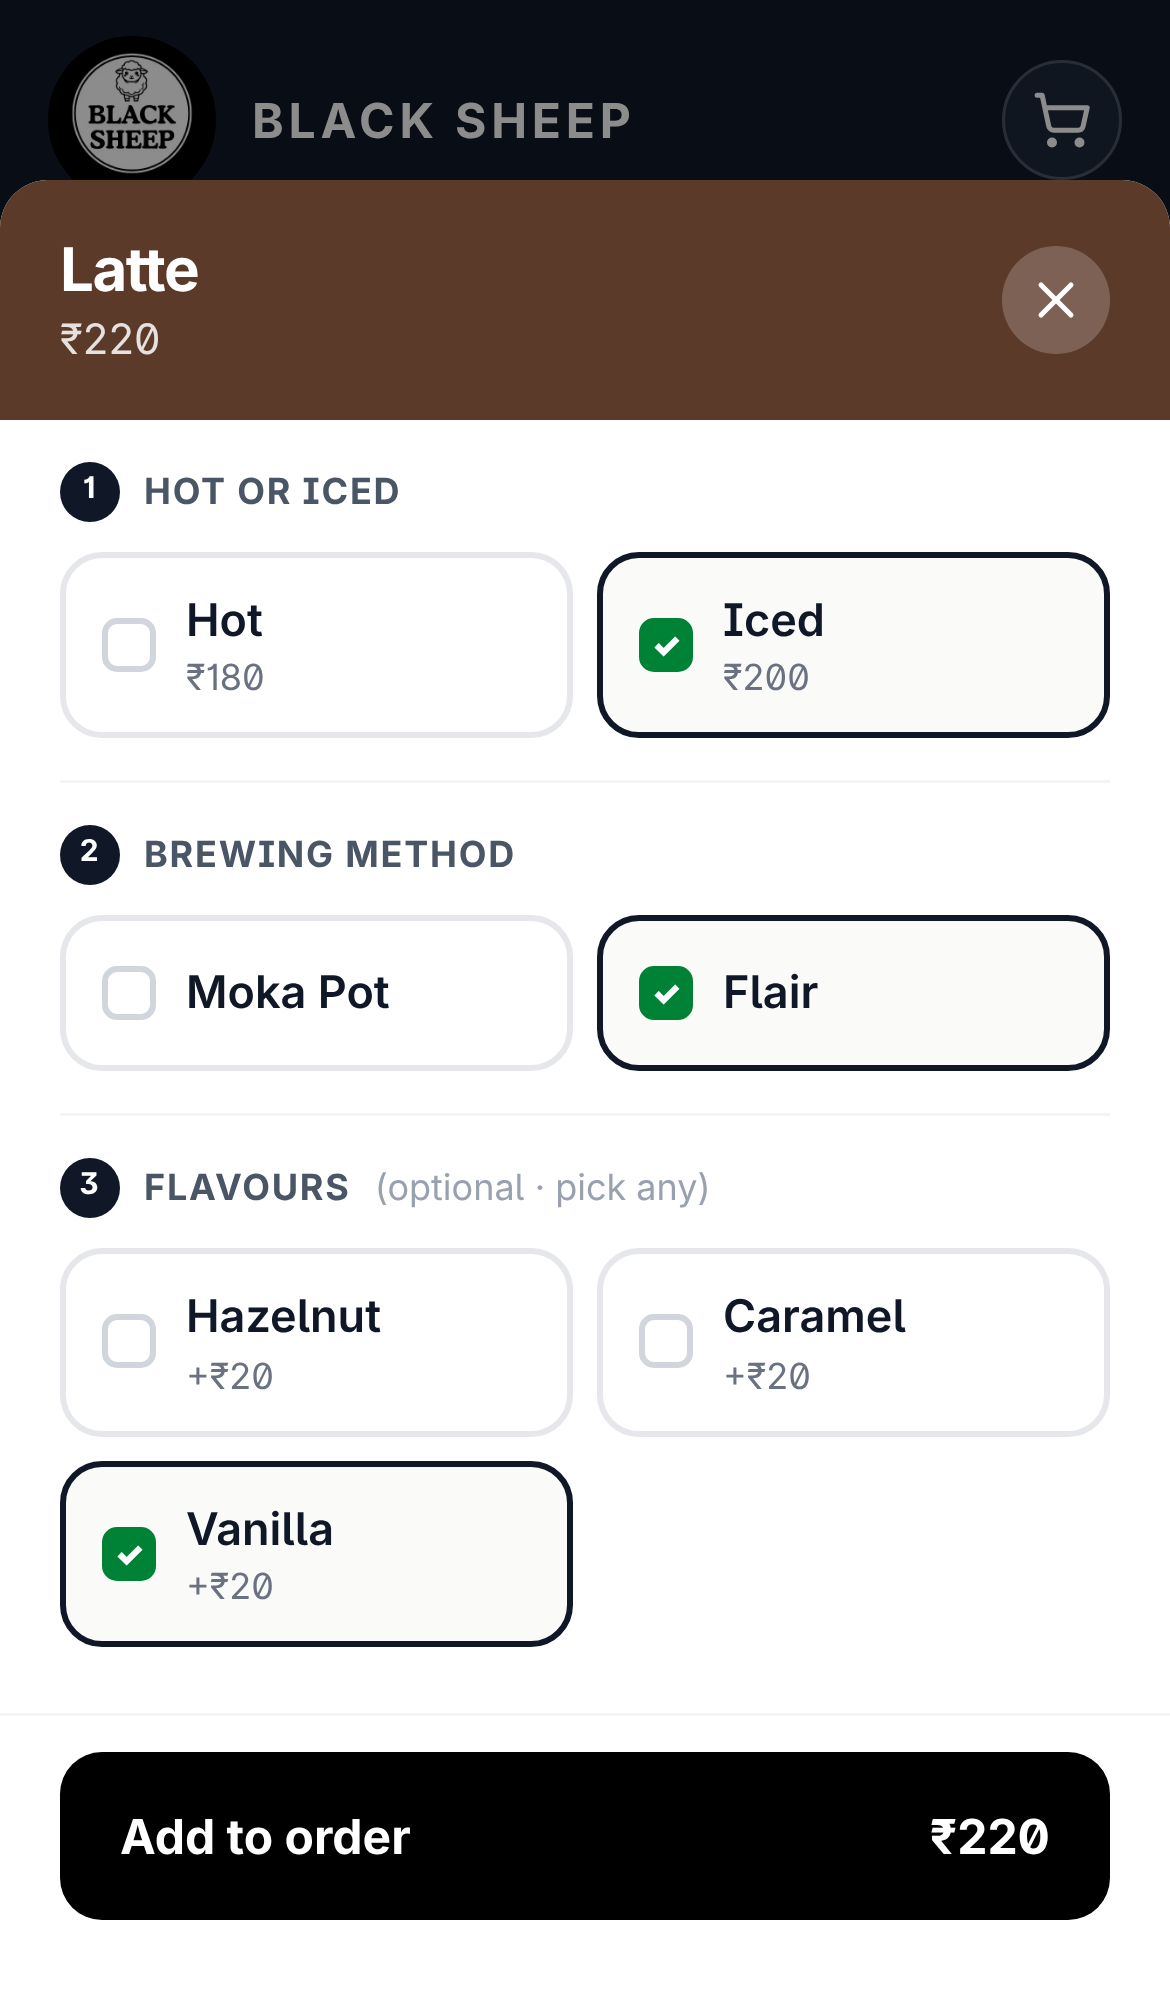 BLACK
SHEEP
BLACK SHEEP
Latte
₹220
1 HOT OR ICED
Hot
₹180
Iced
₹200
2 BREWING METHOD
Moka Pot
Flair
3 FLAVOURS (optional · pick any)
Hazelnut
+₹20
Caramel
+₹20
Vanilla
+₹20
Add to order ₹220